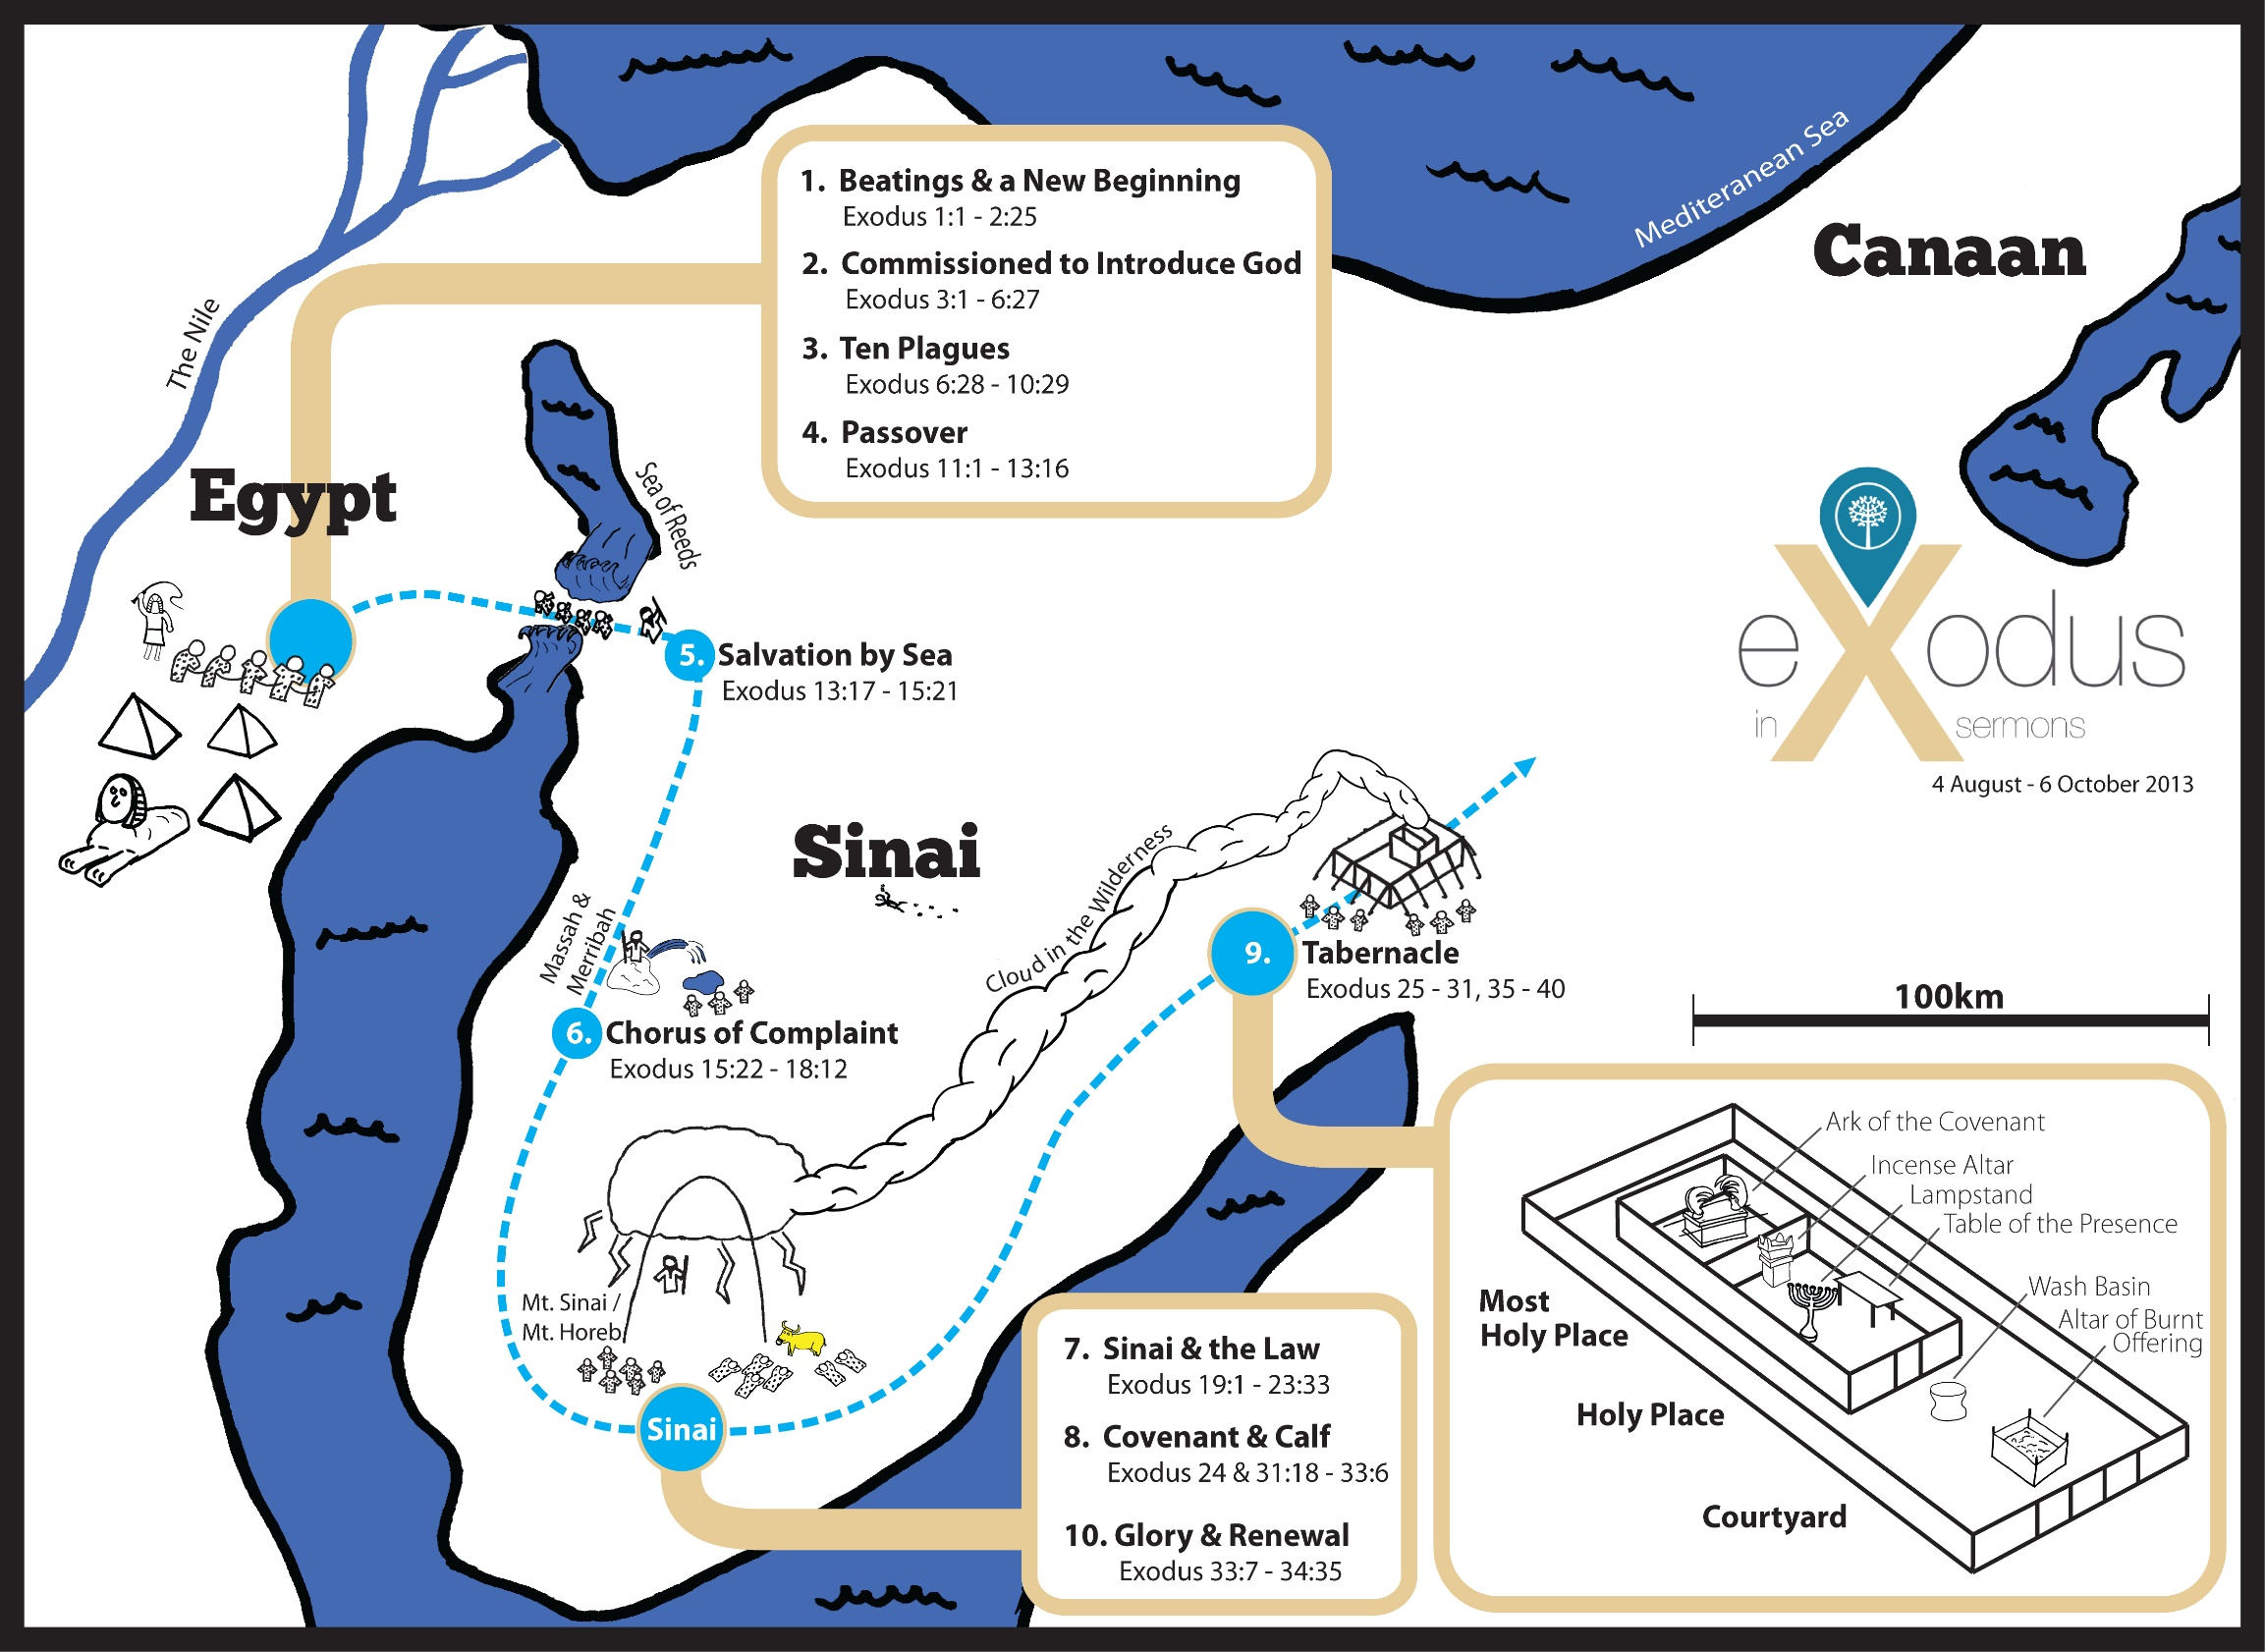 Mediteranean Sea
Canaan
The Nile
1. Beatings & a New Beginning
Exodus 1:1 - 2:25
2. Commissioned to Introduce God
Exodus 3:1 - 6:27
3. Ten Plagues
Exodus 6:28 - 10:29
4. Passover
Exodus 11:1 - 13:16
Egypt
Sea of Reeds
eXodus
in sermons
4 August - 6 October 2013
5. Salvation by Sea
Exodus 13:17 - 15:21
Sinai
Massah &
Merribah
Cloud in the Wilderness
6. Chorus of Complaint
Exodus 15:22 - 18:12
9. Tabernacle
Exodus 25 - 31, 35 - 40
100km
Mt. Sinai /
Mt. Horeb
Sinai
7. Sinai & the Law
Exodus 19:1 - 23:33
8. Covenant & Calf
Exodus 24 & 31:18 - 33:6
10. Glory & Renewal
Exodus 33:7 - 34:35
Ark of the Covenant
Incense Altar
Lampstand
Table of the Presence
Wash Basin
Altar of Burnt
Offering
Most
Holy Place
Holy Place
Courtyard